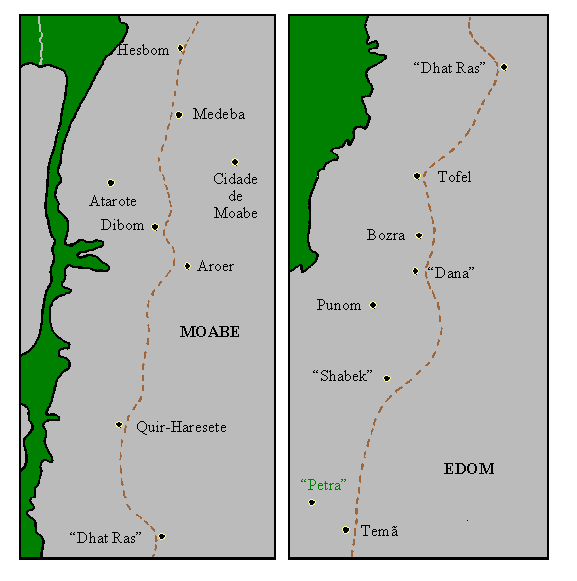 Hesbom
Medeba
Cidade
de
Moabe
Atarote
Dibom
Aroer
MOABE
Quir-Haresete
“Dhat Ras”
“Dhat Ras”
Tofel
Bozra
“Dana”
Punom
“Shabek”
EDOM
“Petra”
Temã